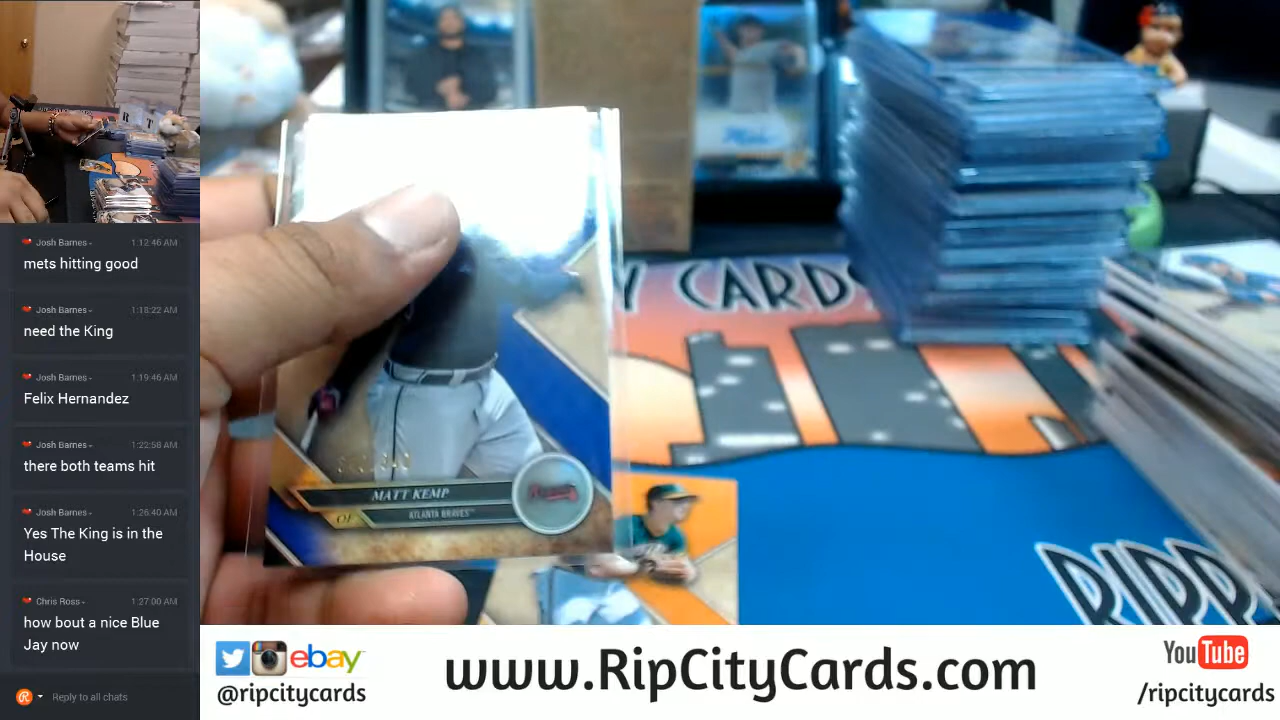 Josh Barnes 1:12:46 AM
mets hitting good
Josh Barnes 1:18:22 AM
need the King
Josh Barnes 1:19:46 AM
Felix Hernandez
Josh Barnes 1:22:58 AM
there both teams hit
Josh Barnes 1:26:40 AM
Yes The King is in the
House
Chris Ross 1:27:00 AM
how bout a nice Blue
Jay now
R Reply to all chats
Y CARDS
MATT KEMP
OF ATLANTA BRAVES
RIPP
ebay
@ripcitycards
www.RipCityCards.com
YouTube
/ripcitycards